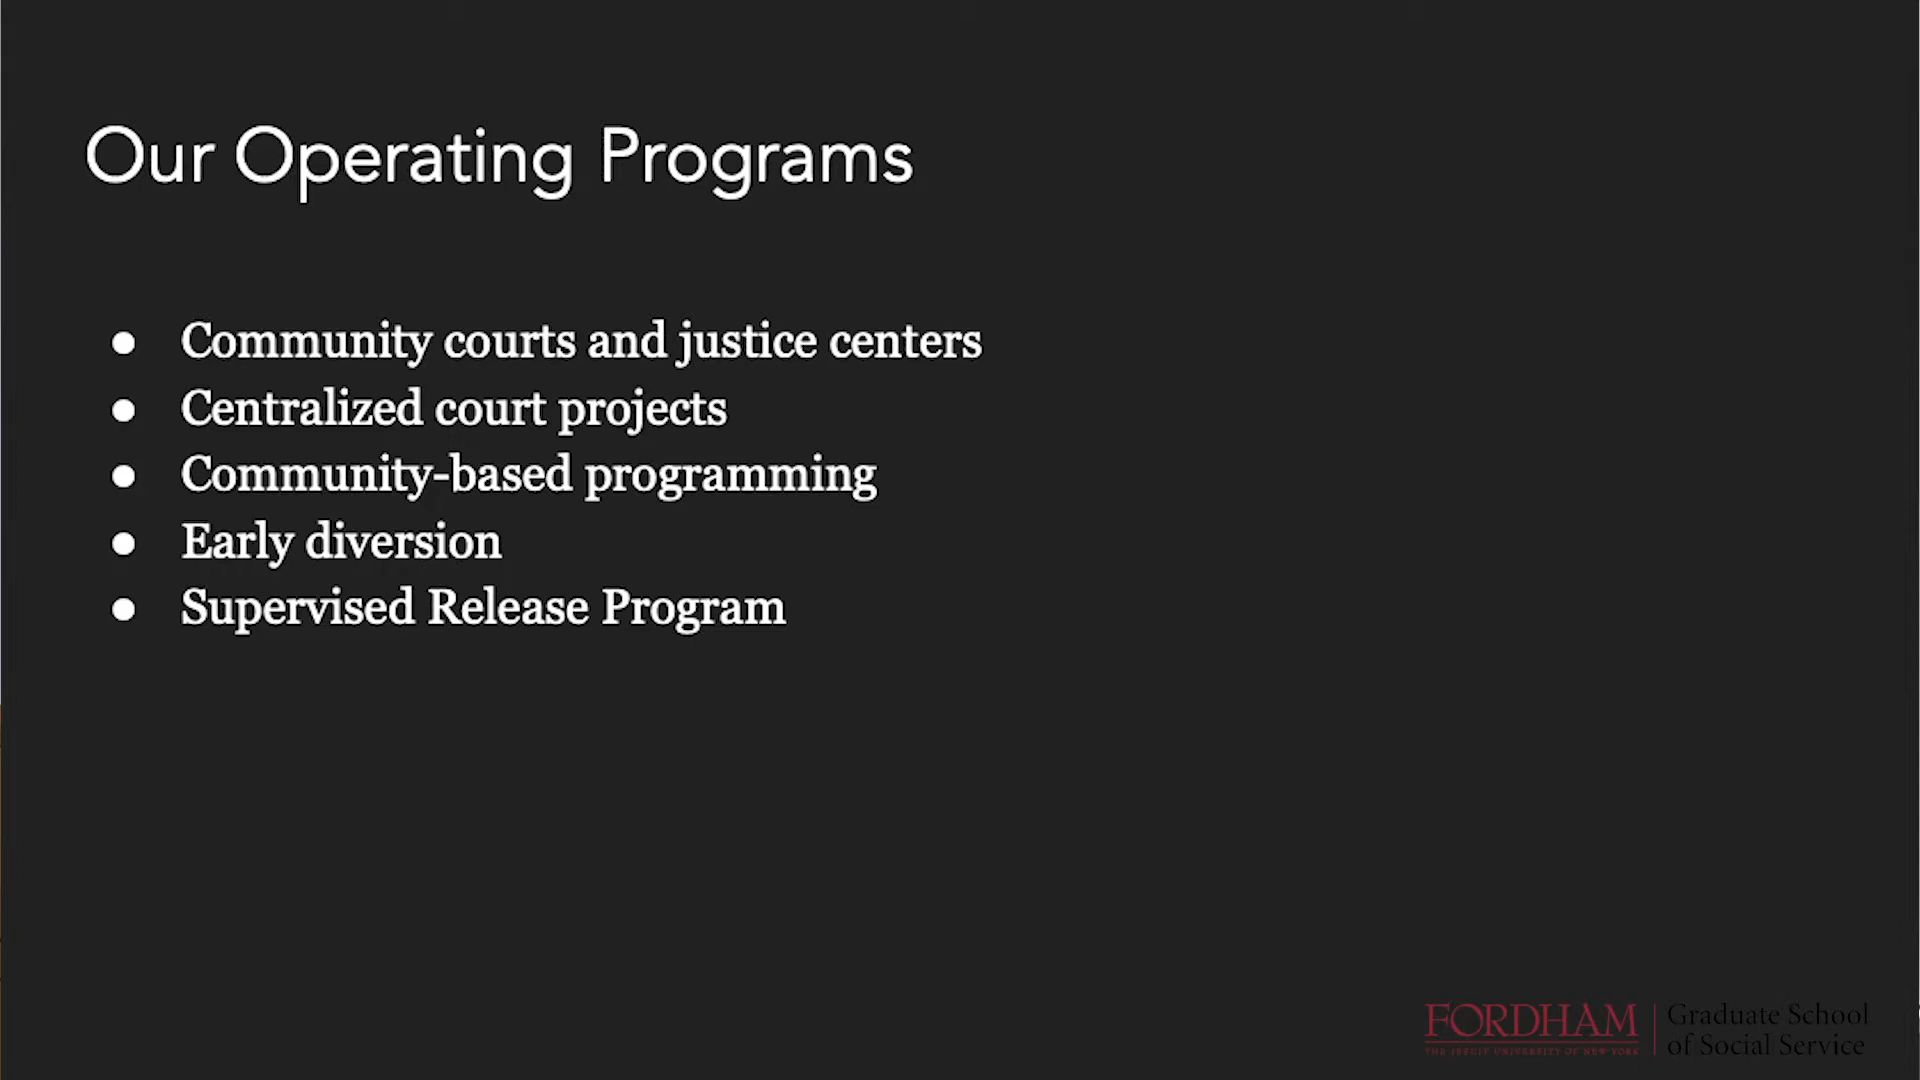 Our Operating Programs
● Community courts and justice centers
● Centralized court projects
● Community-based programming
● Early diversion
● Supervised Release Program
FORDHAM
THE JESUIT UNIVERSITY OF NEW YORK
Graduate School
of Social Service